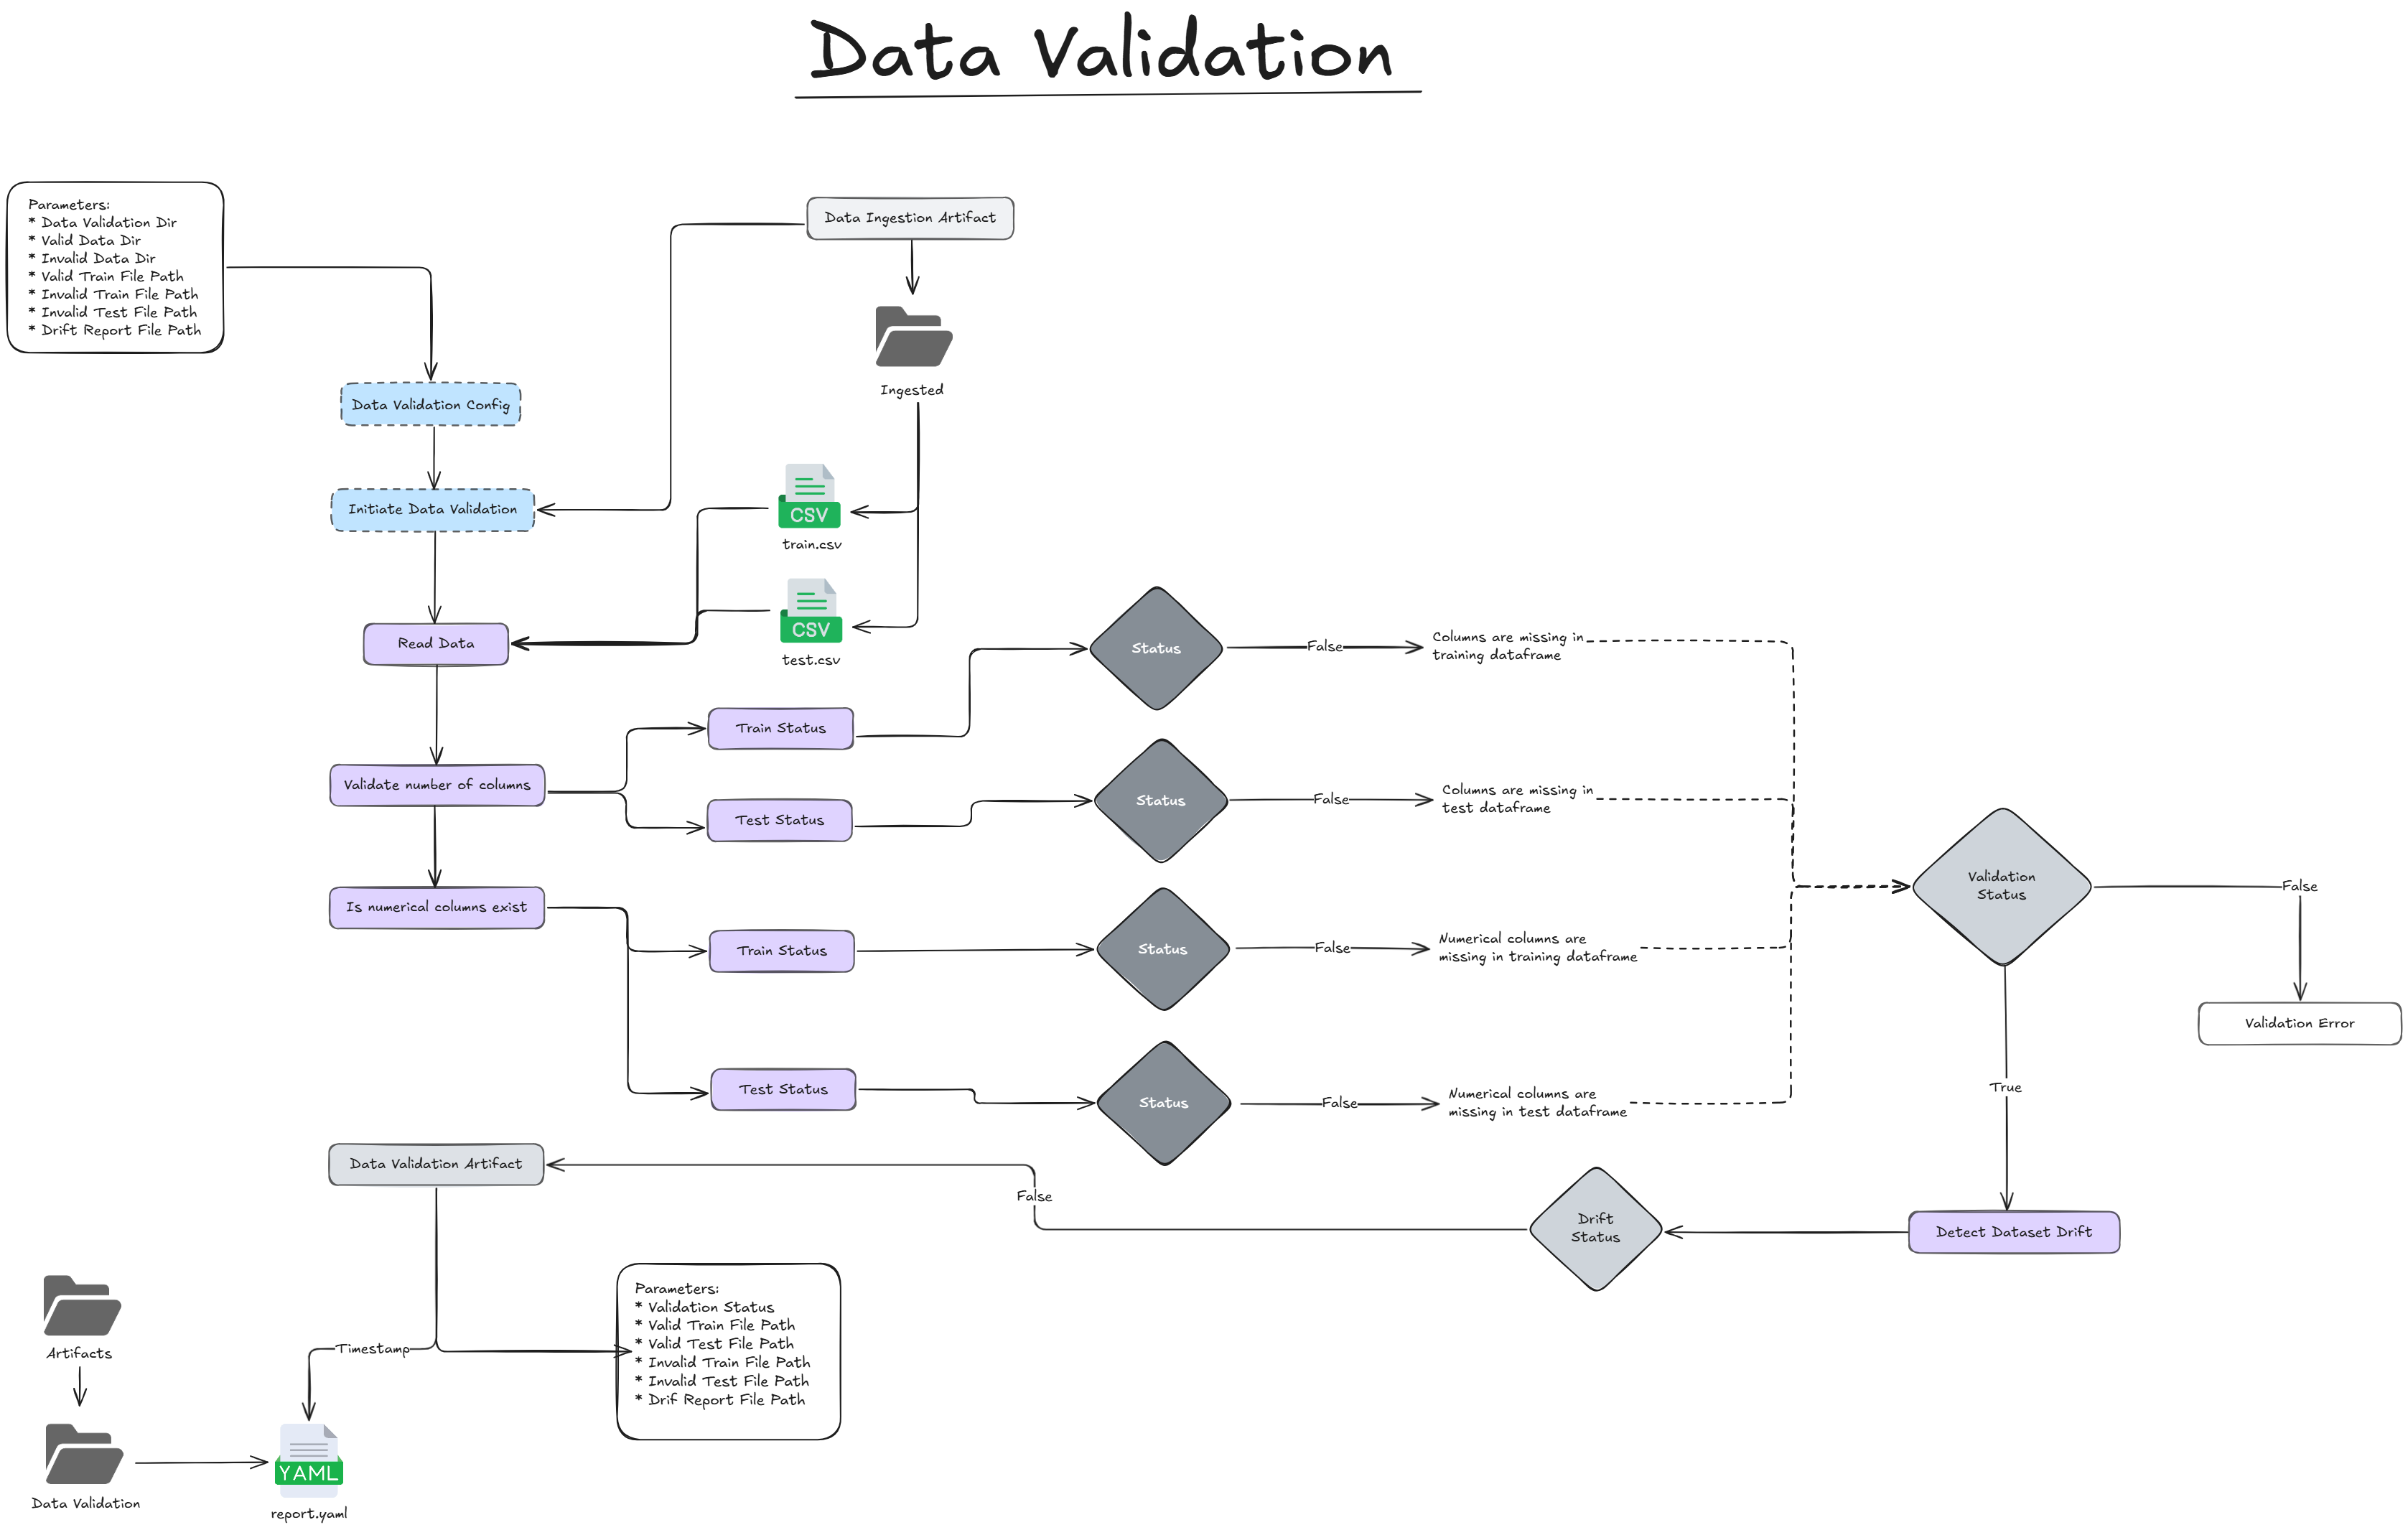 Data Validation
Parameters:
* Data Validation Dir
* Valid Data Dir
* Invalid Data Dir
* Valid Train File Path
* Invalid Train File Path
* Invalid Test File Path
* Drift Report File Path
Data Ingestion Artifact
Ingested
Data Validation Config
Initiate Data Validation
CSV
train.csv
CSV
test.csv
Read Data
Status
False
Columns are missing in
training dataframe
Train Status
Validate number of columns
Test Status
Status
False
Columns are missing in
test dataframe
Validation
Status
False
Is numerical columns exist
Train Status
Status
False
Numerical columns are
missing in training dataframe
Validation Error
Test Status
Status
False
Numerical columns are
missing in test dataframe
True
Data Validation Artifact
False
Drift
Status
Detect Dataset Drift
Parameters:
* Validation Status
* Valid Train File Path
* Valid Test File Path
* Invalid Train File Path
* Invalid Test File Path
* Drif Report File Path
Timestamp
Artifacts
Data Validation
YAML
report.yaml